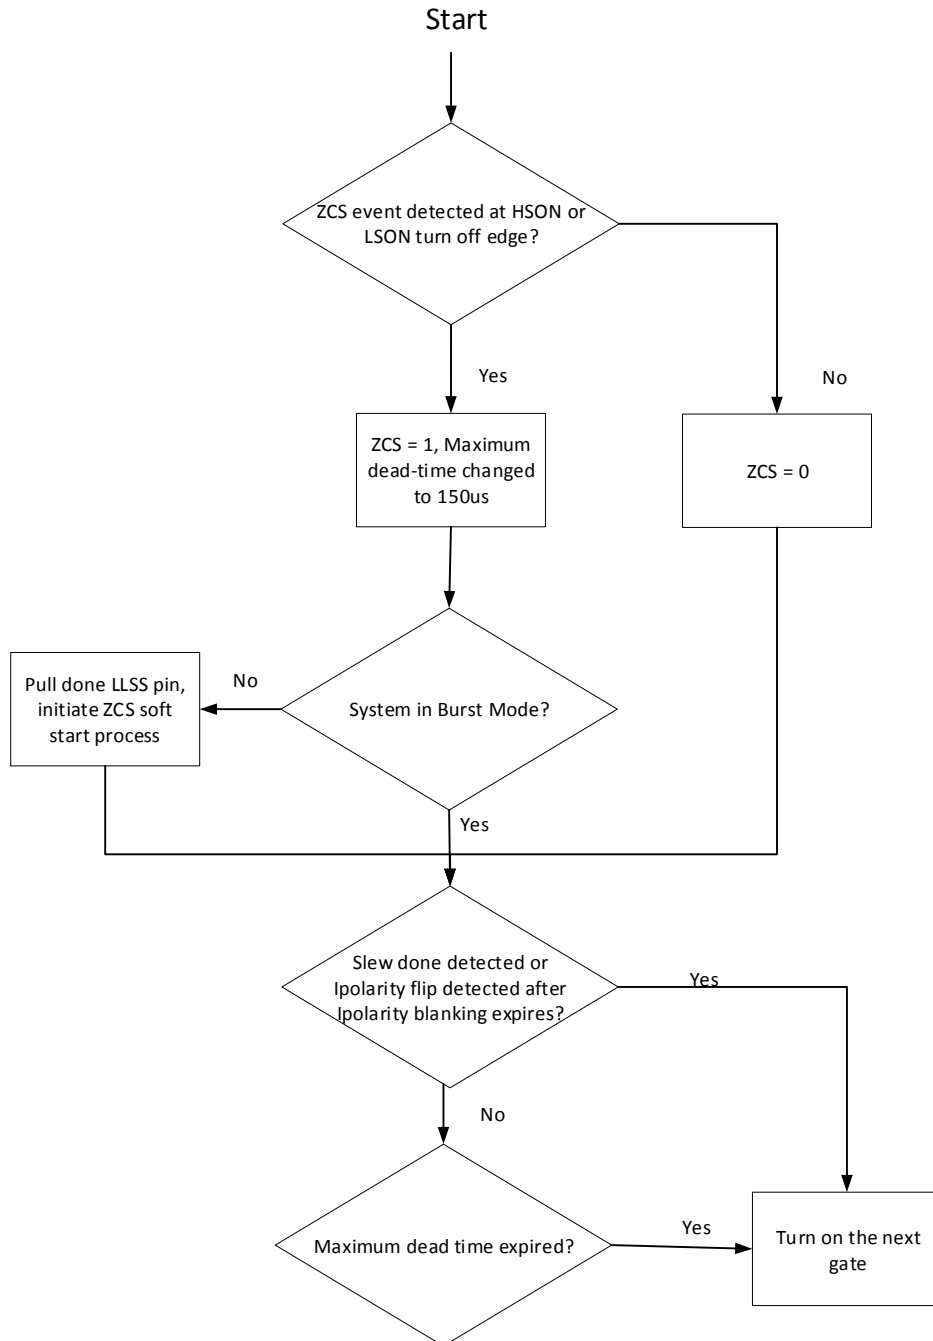 Start
ZCS event detected at HSON or
LSON turn off edge?
Yes
No
ZCS = 1, Maximum
dead-time changed
to 150us
ZCS = 0
Pull done LLSS pin,
initiate ZCS soft
start process
No
System in Burst Mode?
Yes
Slew done detected or
Ipolarity flip detected after
Ipolarity blanking expires?
Yes
No
Maximum dead time expired?
Yes
Turn on the next
gate